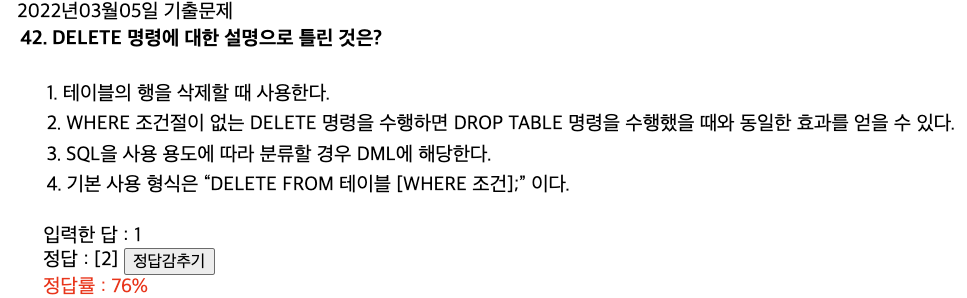 2022년03월05일 기출문제
42. DELETE 명령에 대한 설명으로 틀린 것은?
1. 테이블의 행을 삭제할 때 사용한다.
2. WHERE 조건절이 없는 DELETE 명령을 수행하면 DROP TABLE 명령을 수행했을 때와 동일한 효과를 얻을 수 있다.
3. SQL을 사용 용도에 따라 분류할 경우 DML에 해당한다.
4. 기본 사용 형식은 “DELETE FROM 테이블 [WHERE 조건];” 이다.
입력한 답 : 1
정답 : [2] 정답감추기
정답률 : 76%